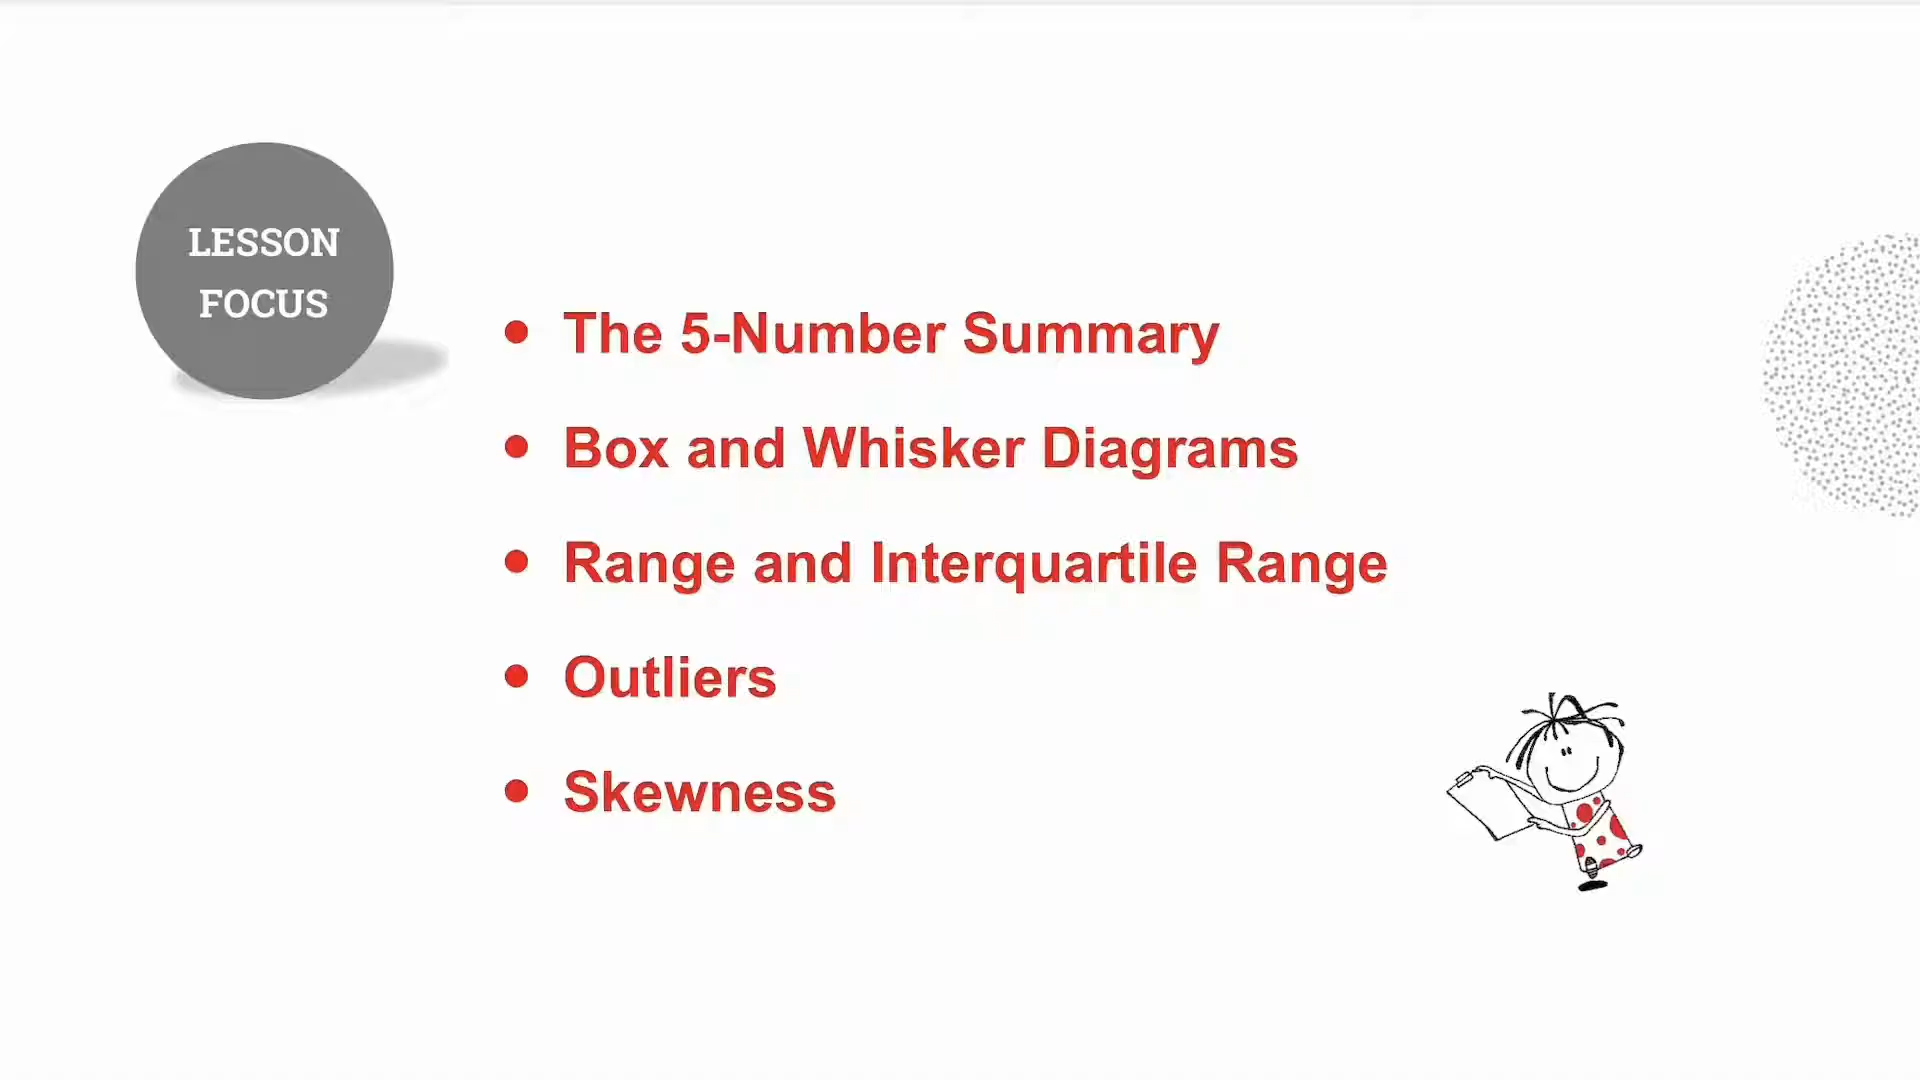 LESSON
FOCUS
• The 5-Number Summary
• Box and Whisker Diagrams
• Range and Interquartile Range
• Outliers
• Skewness